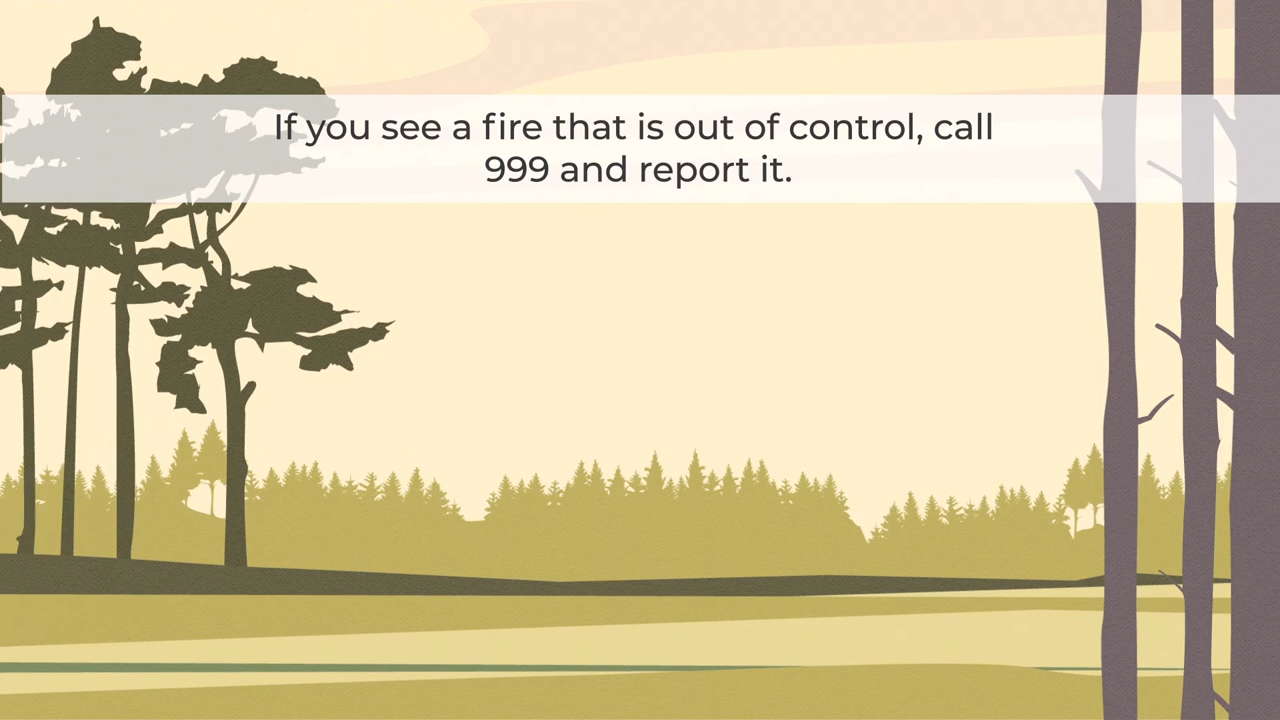 If you see a fire that is out of control, call
999 and report it.